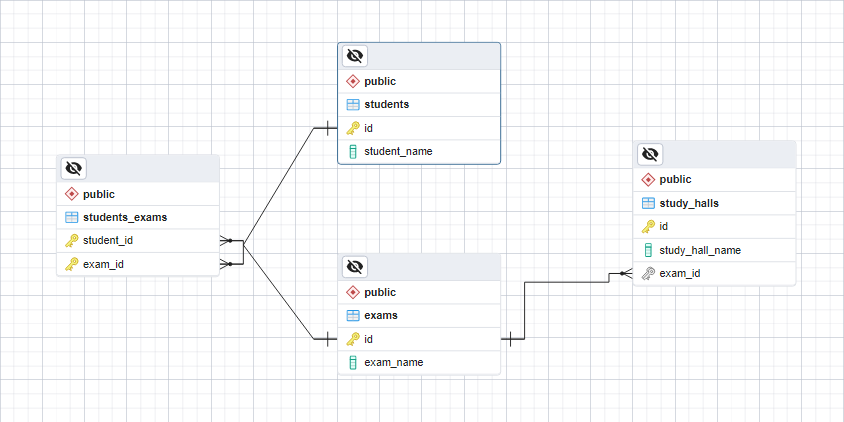 public
students
id
student_name
public
students_exams
student_id
exam_id
public
exams
id
exam_name
public
study_halls
id
study_hall_name
exam_id